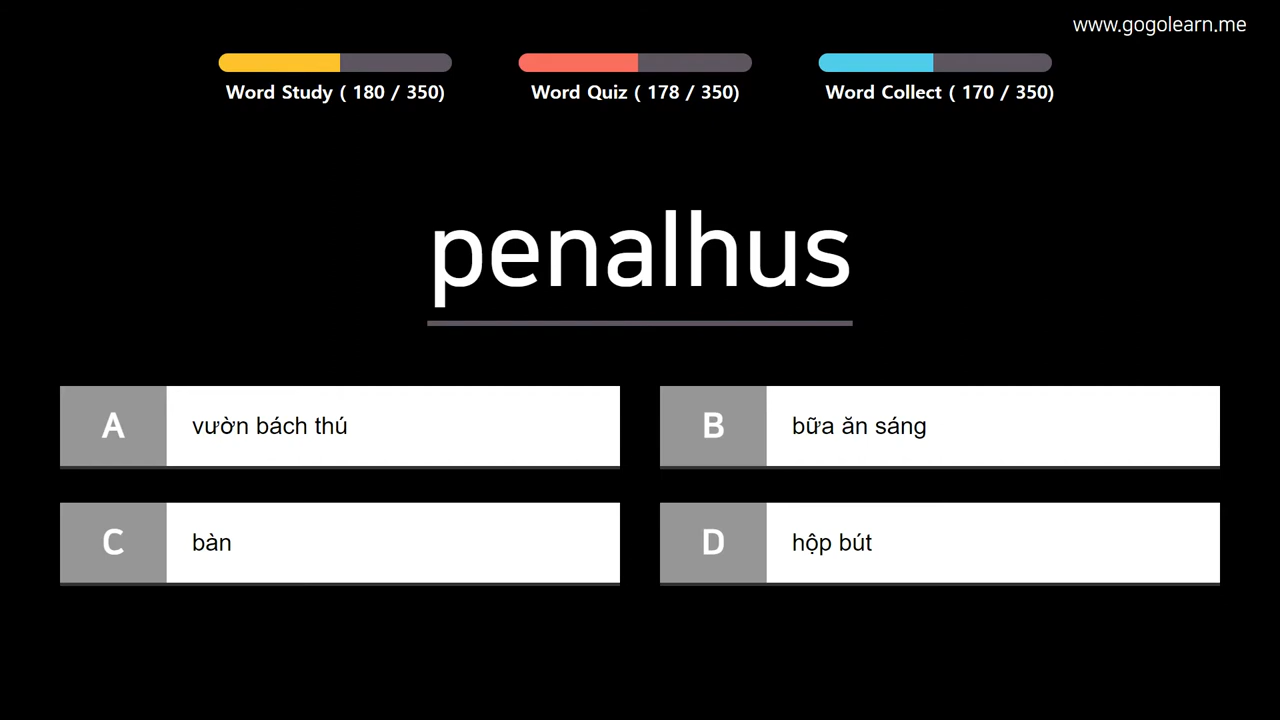 www.gogolearn.me
Word Study ( 180 / 350)
Word Quiz ( 178 / 350)
Word Collect ( 170 / 350)
penalhus
A vườn bách thú
B bữa ăn sáng
C bàn
D hộp bút